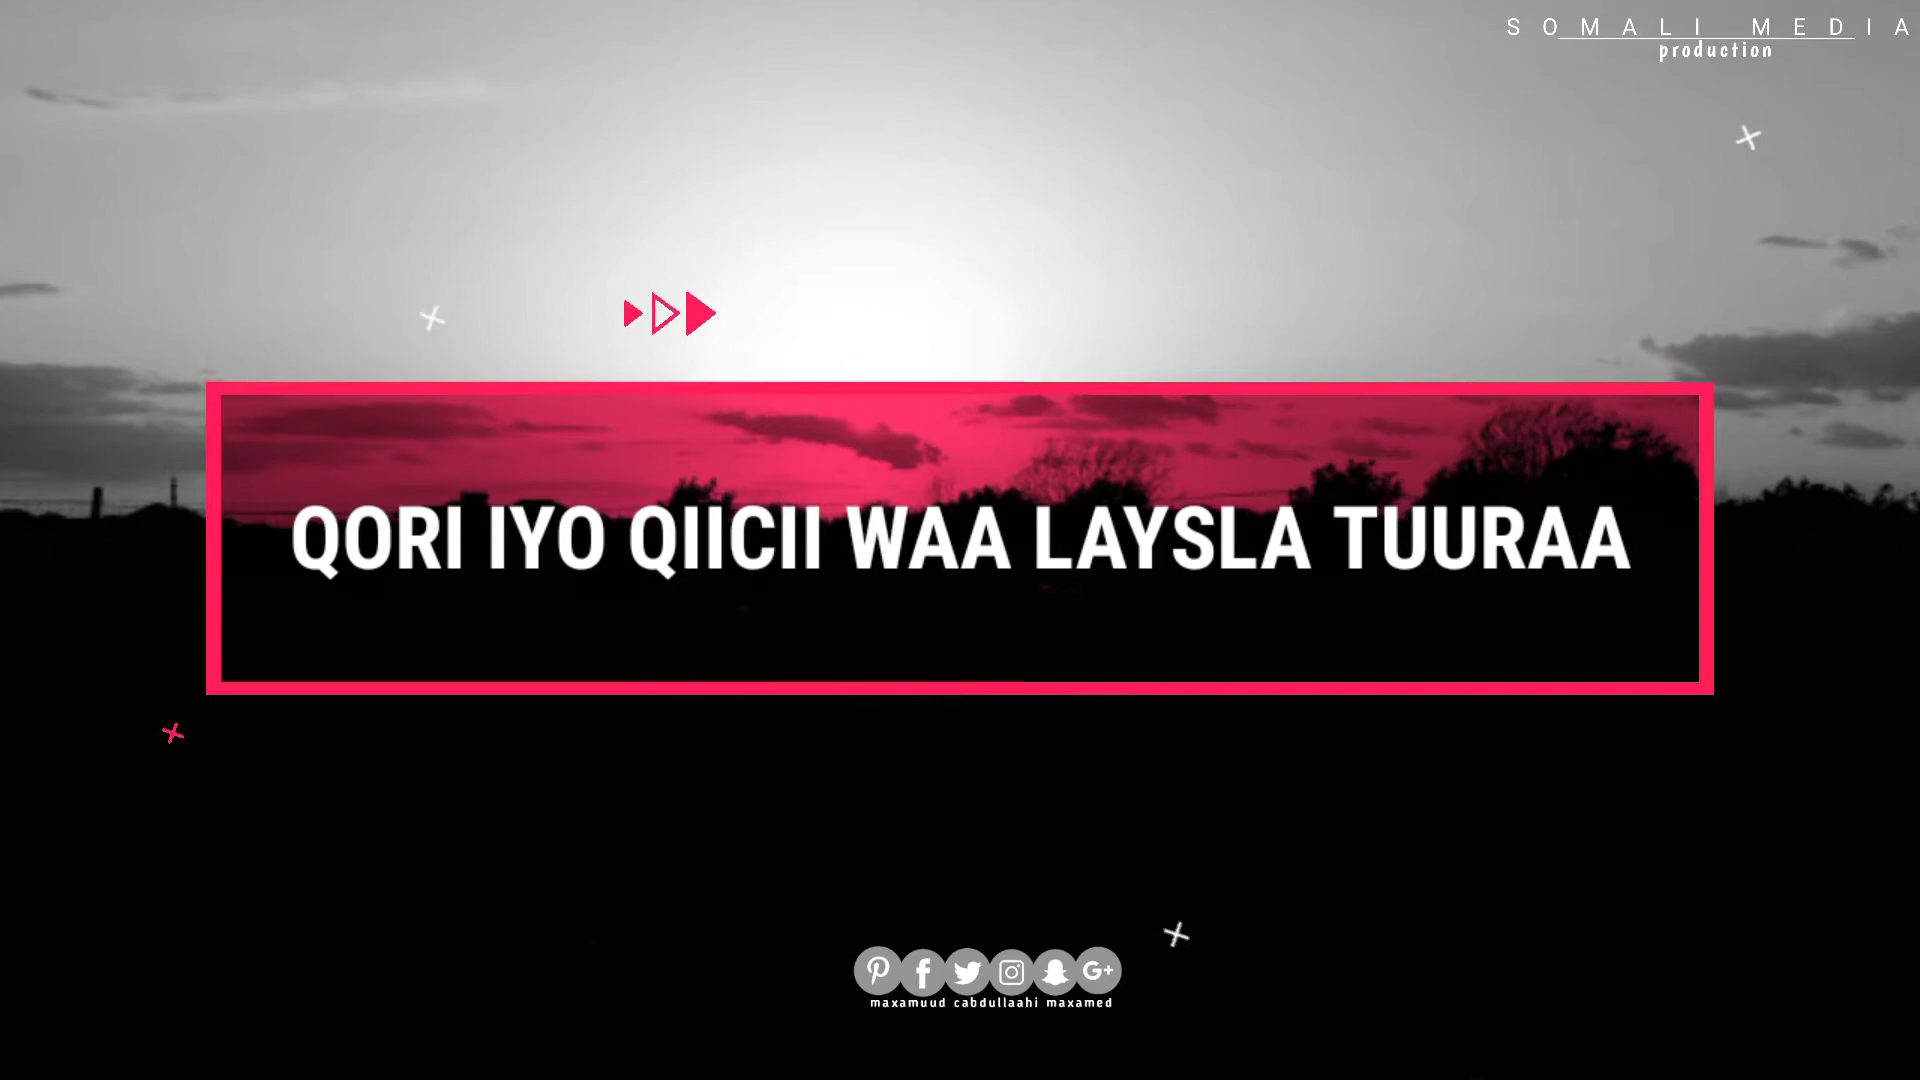 SOMALI MEDIA
production
QORI IYO QIICII WAA LAYSLA TUURAA
maxamuud cabdullaahi maxamed